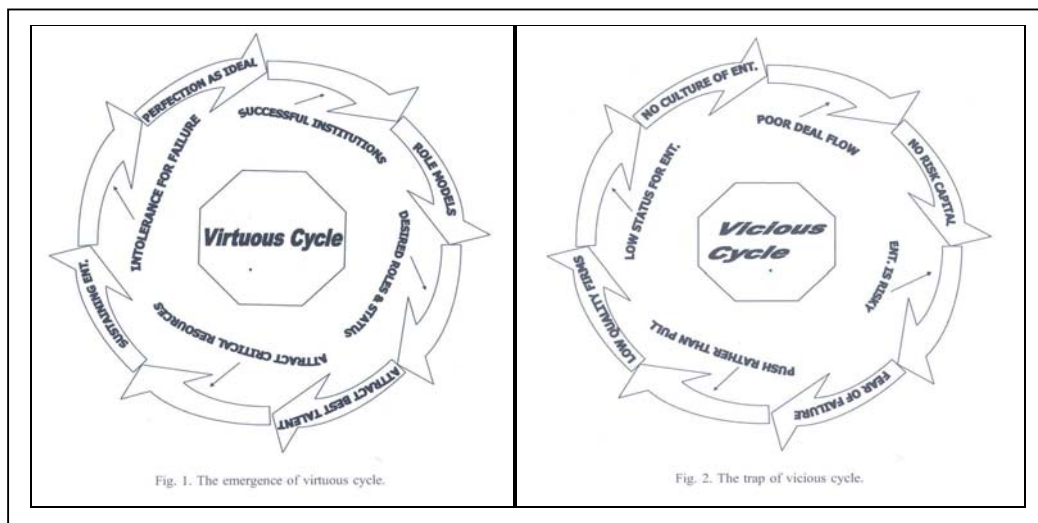 PERFECTION AS IDEAL
SUCCESSFUL INSTITUTIONS
ROLE MODELS
DESIRED ROLES & STATUS
ATTRACT BEST TALENT
ATTRACT CRITICAL RESOURCES
SUSTAINING ENT.
INTOLERANCE FOR FAILURE
Virtuous Cycle
Fig. 1. The emergence of virtuous cycle.
NO CULTURE OF ENT.
POOR DEAL FLOW
NO RISK CAPITAL
ENT. IS RISKY
FEAR OF FAILURE
PUSH RATHER THAN PULL
LOW QUALITY FIRMS
LOW STATUS FOR ENT.
Vicious
Cycle
Fig. 2. The trap of vicious cycle.